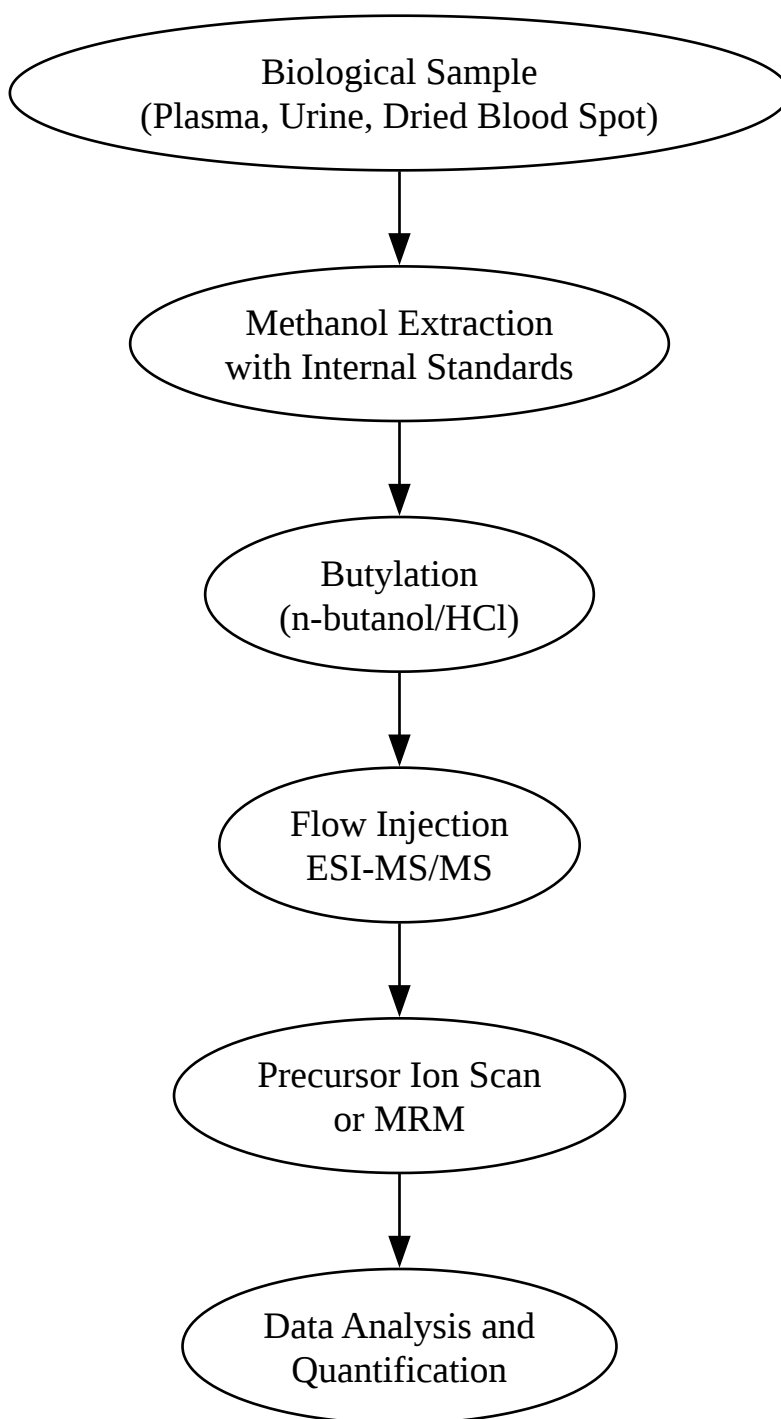 Biological Sample
(Plasma, Urine, Dried Blood Spot)
Methanol Extraction
with Internal Standards
Butylation
(n-butanol/HCl)
Flow Injection
ESI-MS/MS
Precursor Ion Scan
or MRM
Data Analysis and
Quantification